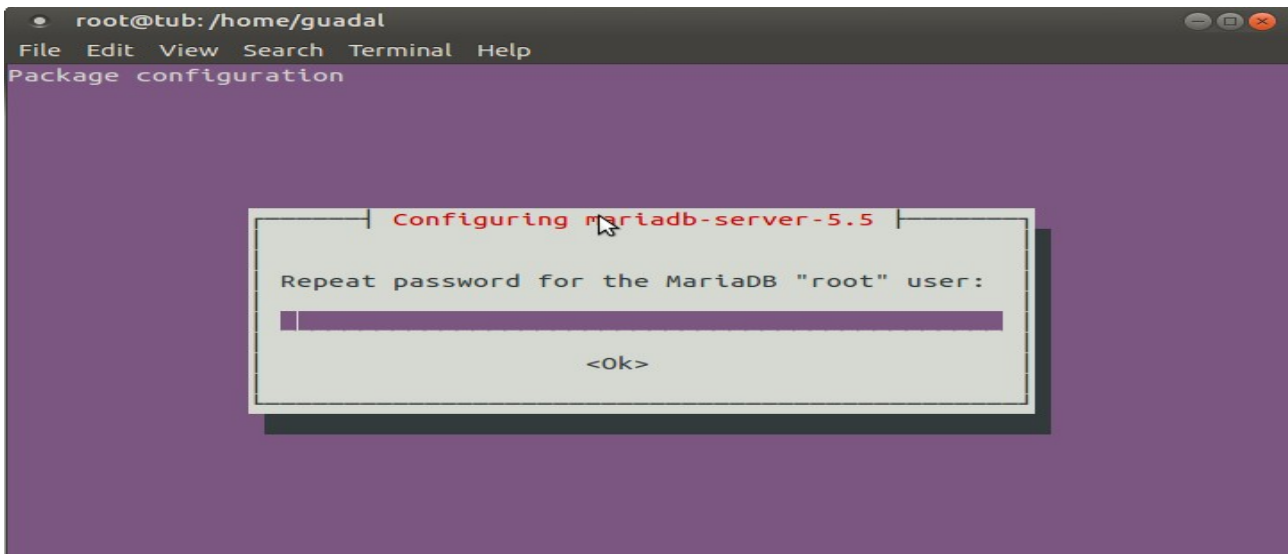 root@tub: /home/guadal
File Edit View Search Terminal Help
Package configuration
Configuring mariadb-server-5.5
Repeat password for the MariaDB "root" user:
<Ok>